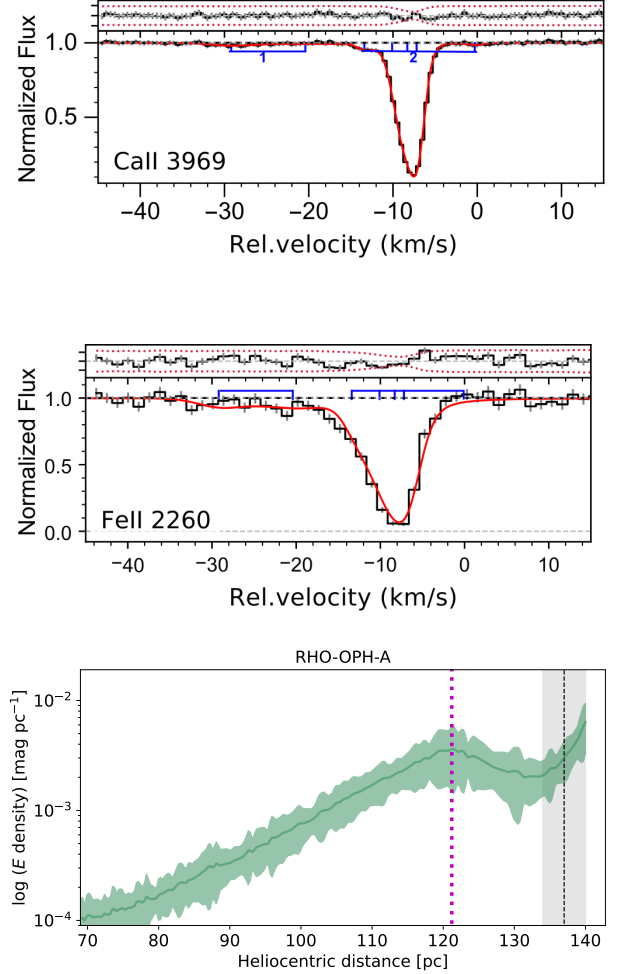 Normalized Flux
1.0
0.5
1
2
CaII 3969
−40 −30 −20 −10 0 10
Rel.velocity (km/s)
Normalized Flux
1.0
0.5
0.0
FeII 2260
−40 −30 −20 −10 0 10
Rel.velocity (km/s)
RHO-OPH-A
log (E density) [mag pc⁻¹]
10⁻²
10⁻³
10⁻⁴
70 80 90 100 110 120 130 140
Heliocentric distance [pc]